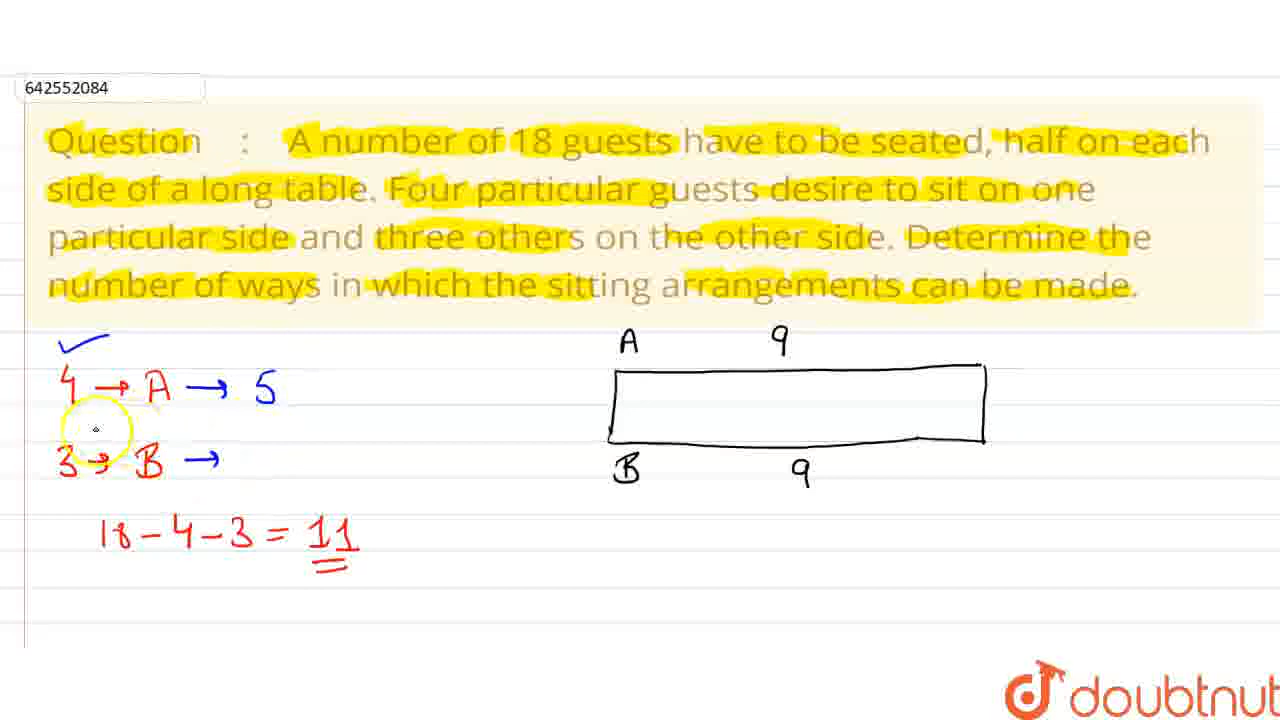 642552084
Question : A number of 18 guests have to be seated, half on each
side of a long table. Four particular guests desire to sit on one
particular side and three others on the other side. Determine the
number of ways in which the sitting arrangements can be made.
A 9
4 → A → 5
3 → B →
B 9
18 - 4 - 3 = 11
doubtnut